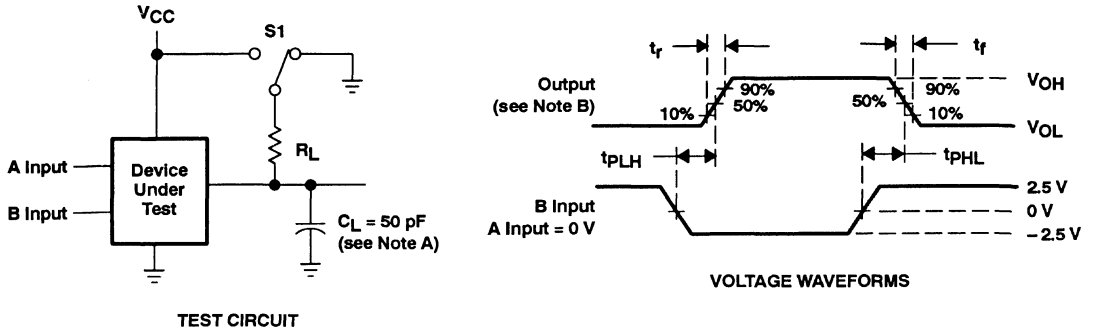 VCC
S1
RL
A Input
B Input
Device
Under
Test
CL = 50 pF
(see Note A)
TEST CIRCUIT
tr
tf
Output
(see Note B)
90%
50%
10%
50%
90%
10%
VOH
VOL
tPLH
tPHL
B Input
A Input = 0 V
2.5 V
0 V
– 2.5 V
VOLTAGE WAVEFORMS